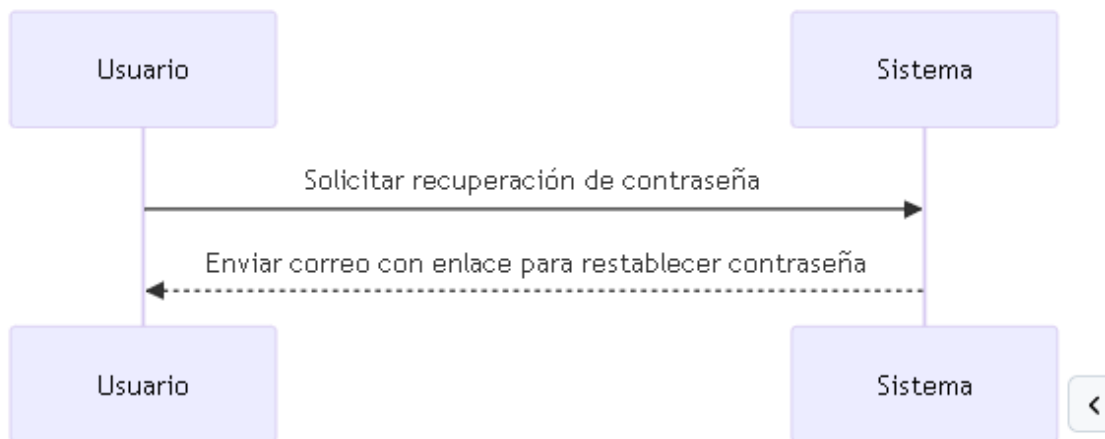 Usuario
Sistema
Solicitar recuperación de contraseña
Enviar correo con enlace para restablecer contraseña
Usuario
Sistema